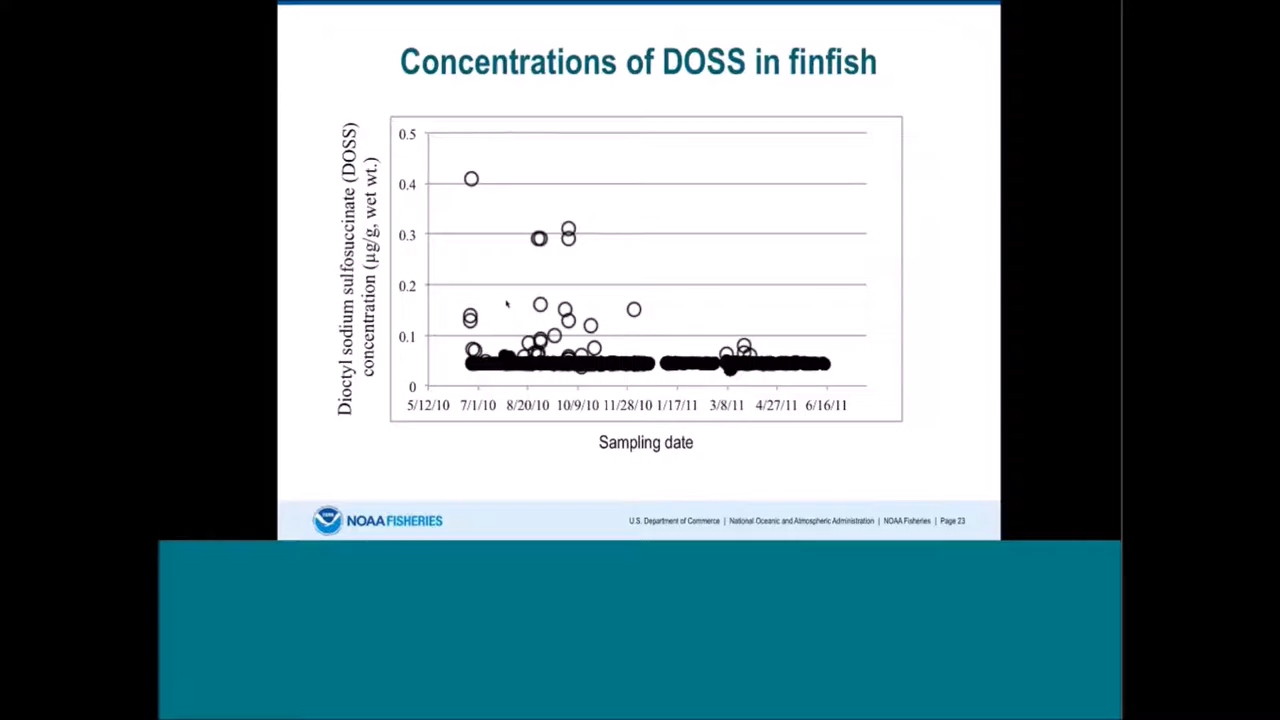 Concentrations of DOSS in finfish
Dioctyl sodium sulfosuccinate (DOSS)
concentration (µg/g, wet wt.)
0.5
0.4
0.3
0.2
0.1
0
5/12/10 7/1/10 8/20/10 10/9/10 11/28/10 1/17/11 3/8/11 4/27/11 6/16/11
Sampling date
NOAA FISHERIES
U.S. Department of Commerce | National Oceanic and Atmospheric Administration | NOAA Fisheries | Page 23